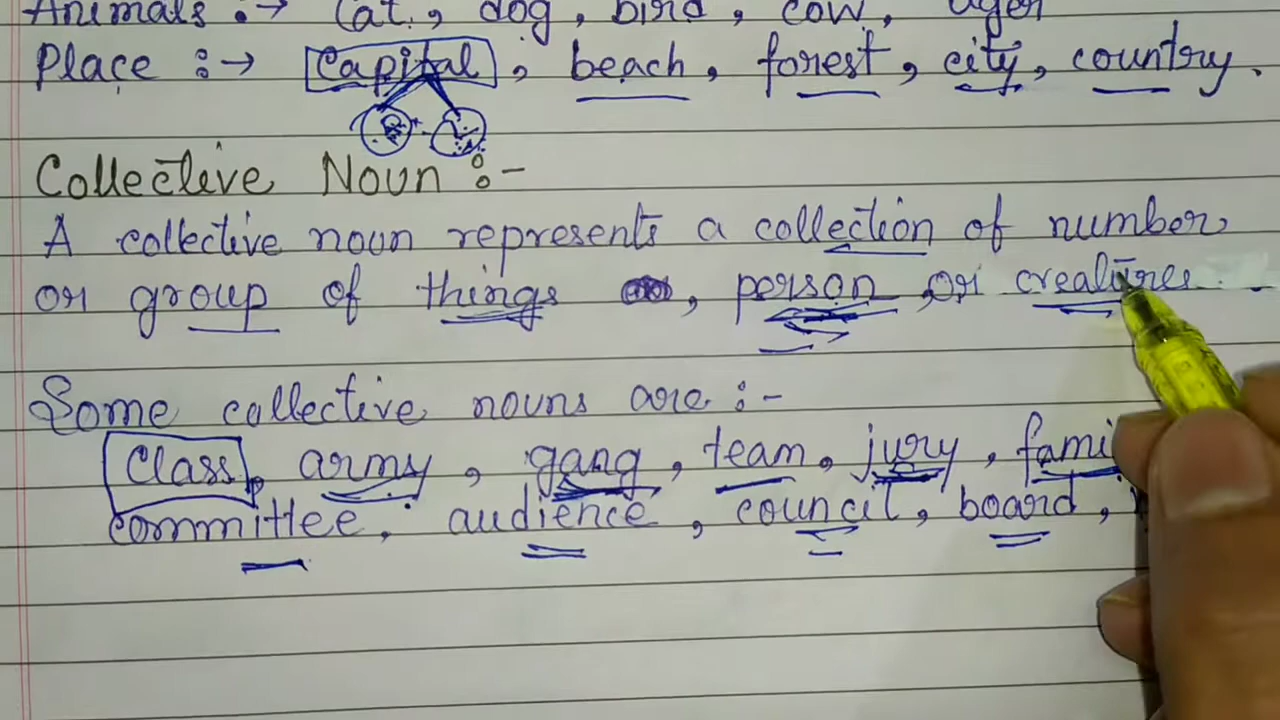 Animals :→ Cat, dog, bird, cow, tiger
Place :→ Capital, beach, forest, city, country.
Collective Noun :-
A collective noun represents a collection of number
or group of things , person, or creatures.
Some collective nouns are :-
Class, army, gang, team, jury, fami
committee, audience, council, board,